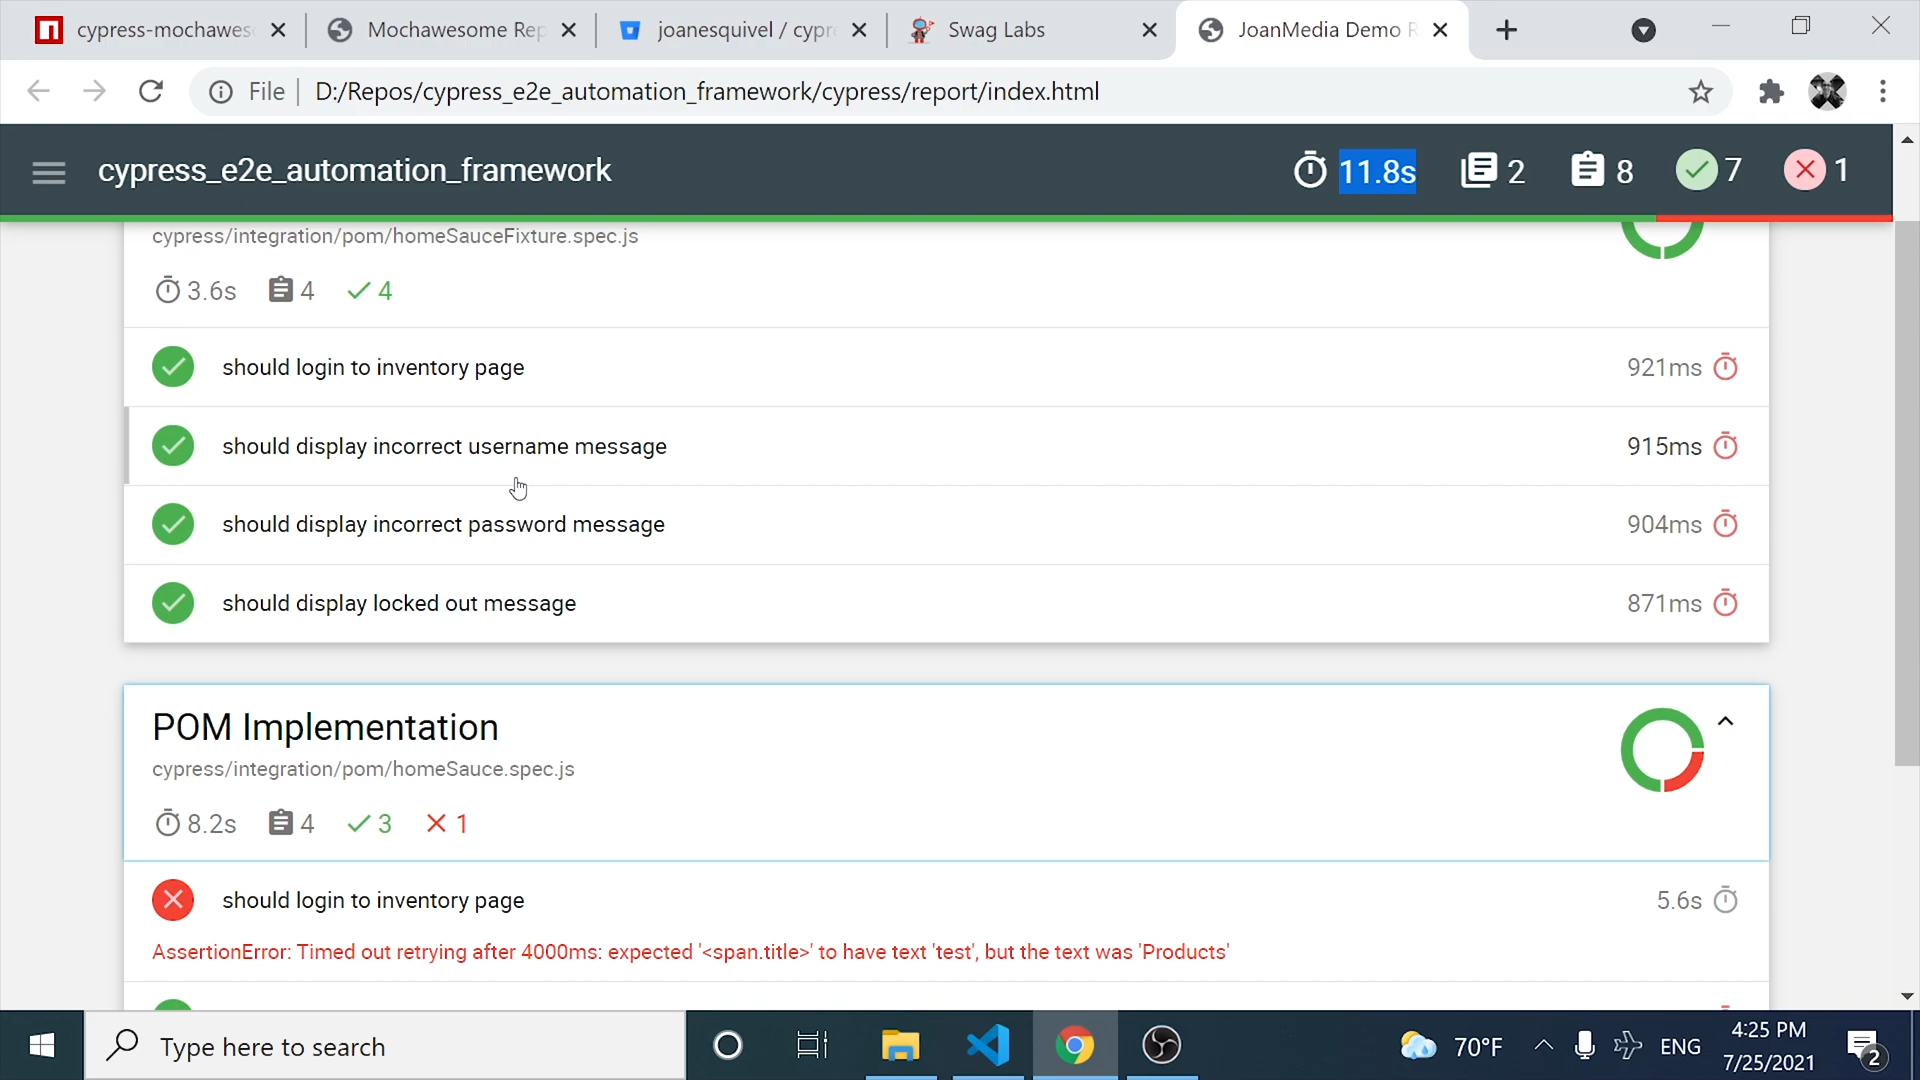 cypress-mochawes
Mochawesome Rep
joanesquivel / cypr
Swag Labs
JoanMedia Demo R
File
D:/Repos/cypress_e2e_automation_framework/cypress/report/index.html
cypress_e2e_automation_framework
11.8s
2
8
7
1
cypress/integration/pom/homeSauceFixture.spec.js
3.6s
4
4
should login to inventory page
921ms
should display incorrect username message
915ms
should display incorrect password message
904ms
should display locked out message
871ms
POM Implementation
cypress/integration/pom/homeSauce.spec.js
8.2s
4
3
1
should login to inventory page
5.6s
AssertionError: Timed out retrying after 4000ms: expected '<span.title>' to have text 'test', but the text was 'Products'
Type here to search
70°F
ENG
4:25 PM
7/25/2021
2